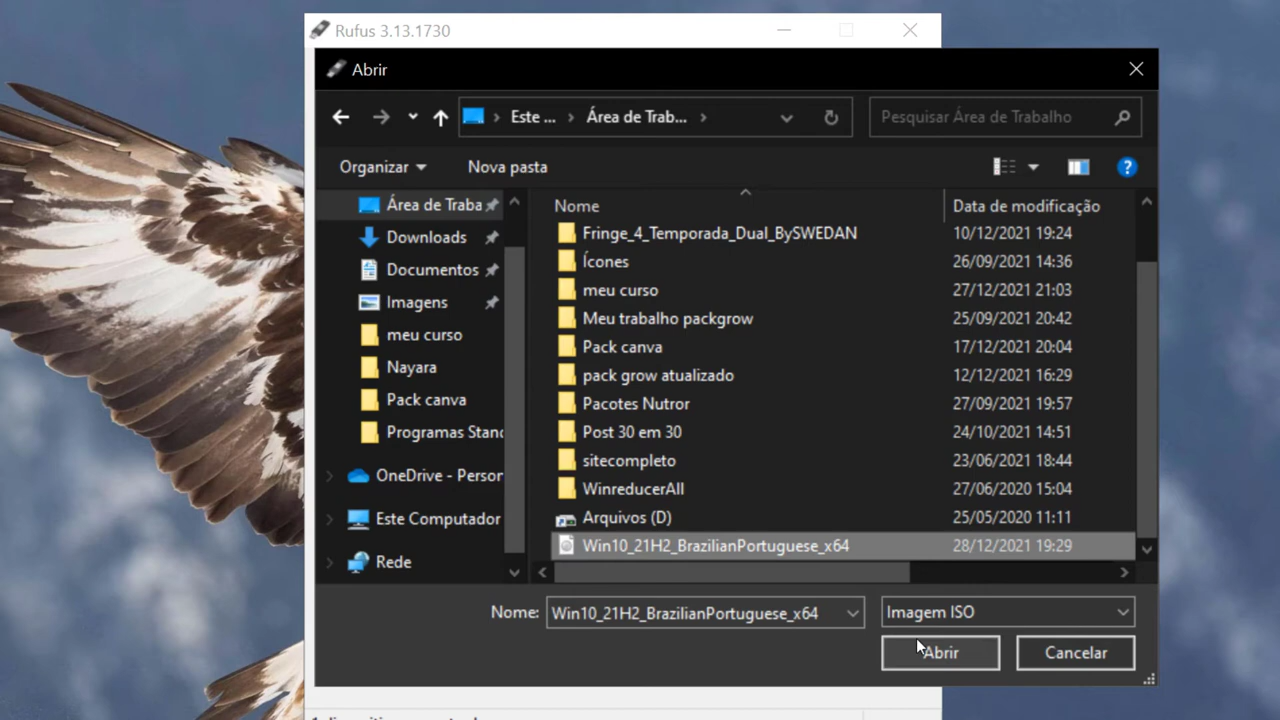 Rufus 3.13.1730
Abrir
Este ... Área de Trab...
Pesquisar Área de Trabalho
Organizar
Nova pasta
Área de Traba
Downloads
Documentos
Imagens
meu curso
Nayara
Pack canva
Programas Stand
OneDrive - Person
Este Computador
Rede
Nome Data de modificação
Fringe_4_Temporada_Dual_BySWEDAN 10/12/2021 19:24
Ícones 26/09/2021 14:36
meu curso 27/12/2021 21:03
Meu trabalho packgrow 25/09/2021 20:42
Pack canva 17/12/2021 20:04
pack grow atualizado 12/12/2021 16:29
Pacotes Nutror 27/09/2021 19:57
Post 30 em 30 24/10/2021 14:51
sitecompleto 23/06/2021 18:44
WinreducerAll 27/06/2020 15:04
Arquivos (D) 25/05/2020 11:11
Win10_21H2_BrazilianPortuguese_x64 28/12/2021 19:29
Nome: Win10_21H2_BrazilianPortuguese_x64
Imagem ISO
Abrir
Cancelar